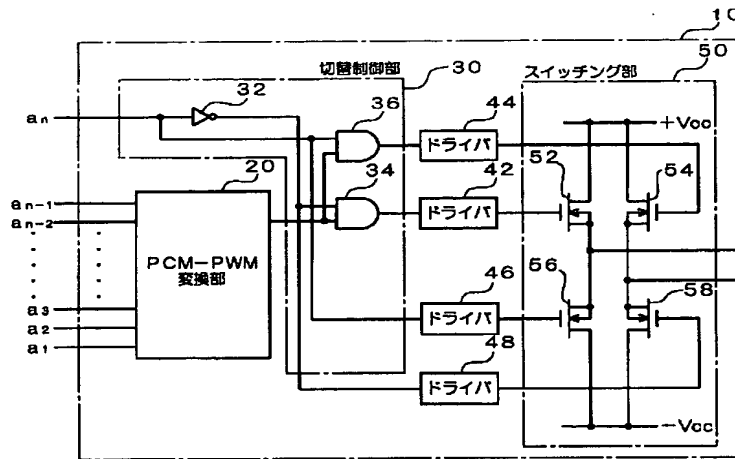 10
切替制御部
30
50
スイッチング部
an
32
36
44
ドライバ
+Vcc
20
34
42
52
54
an-1
an-2
ドライバ
PCM-PWM
変換部
46
56
58
ドライバ
a3
a2
a1
48
ドライバ
-Vcc